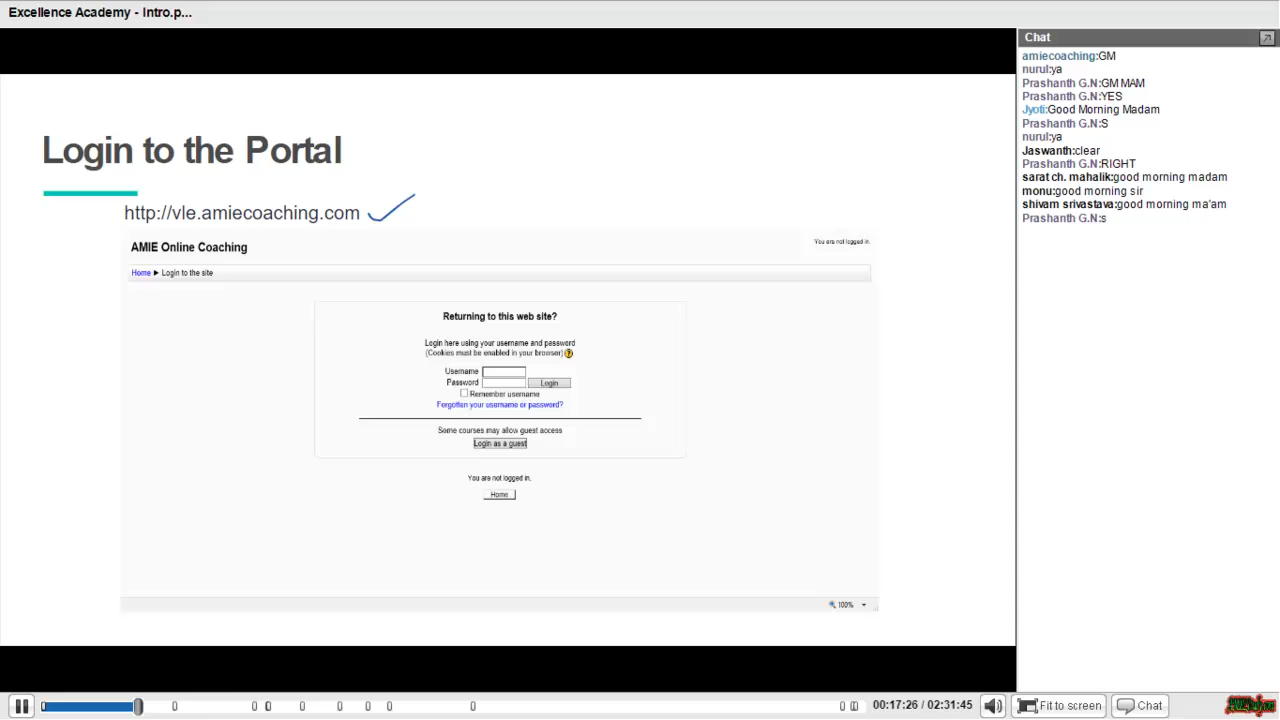 Excellence Academy - Intro.p...
Login to the Portal
http://vle.amiecoaching.com
AMIE Online Coaching
You are not logged in.
Home ► Login to the site
Returning to this web site?
Login here using your username and password
(Cookies must be enabled in your browser) ?
Username
Password
Login
Remember username
Forgotten your username or password?
Some courses may allow guest access
Login as a guest
You are not logged in.
Home
100%
Chat
amiecoaching:GM
nurul:ya
Prashanth G.N:GM MAM
Prashanth G.N:YES
Jyoti:Good Morning Madam
Prashanth G.N:S
nurul:ya
Jaswanth:clear
Prashanth G.N:RIGHT
sarat ch. mahalik:good morning madam
monu:good morning sir
shivam srivastava:good morning ma'am
Prashanth G.N:s
00:17:26 / 02:31:45
Fit to screen
Chat